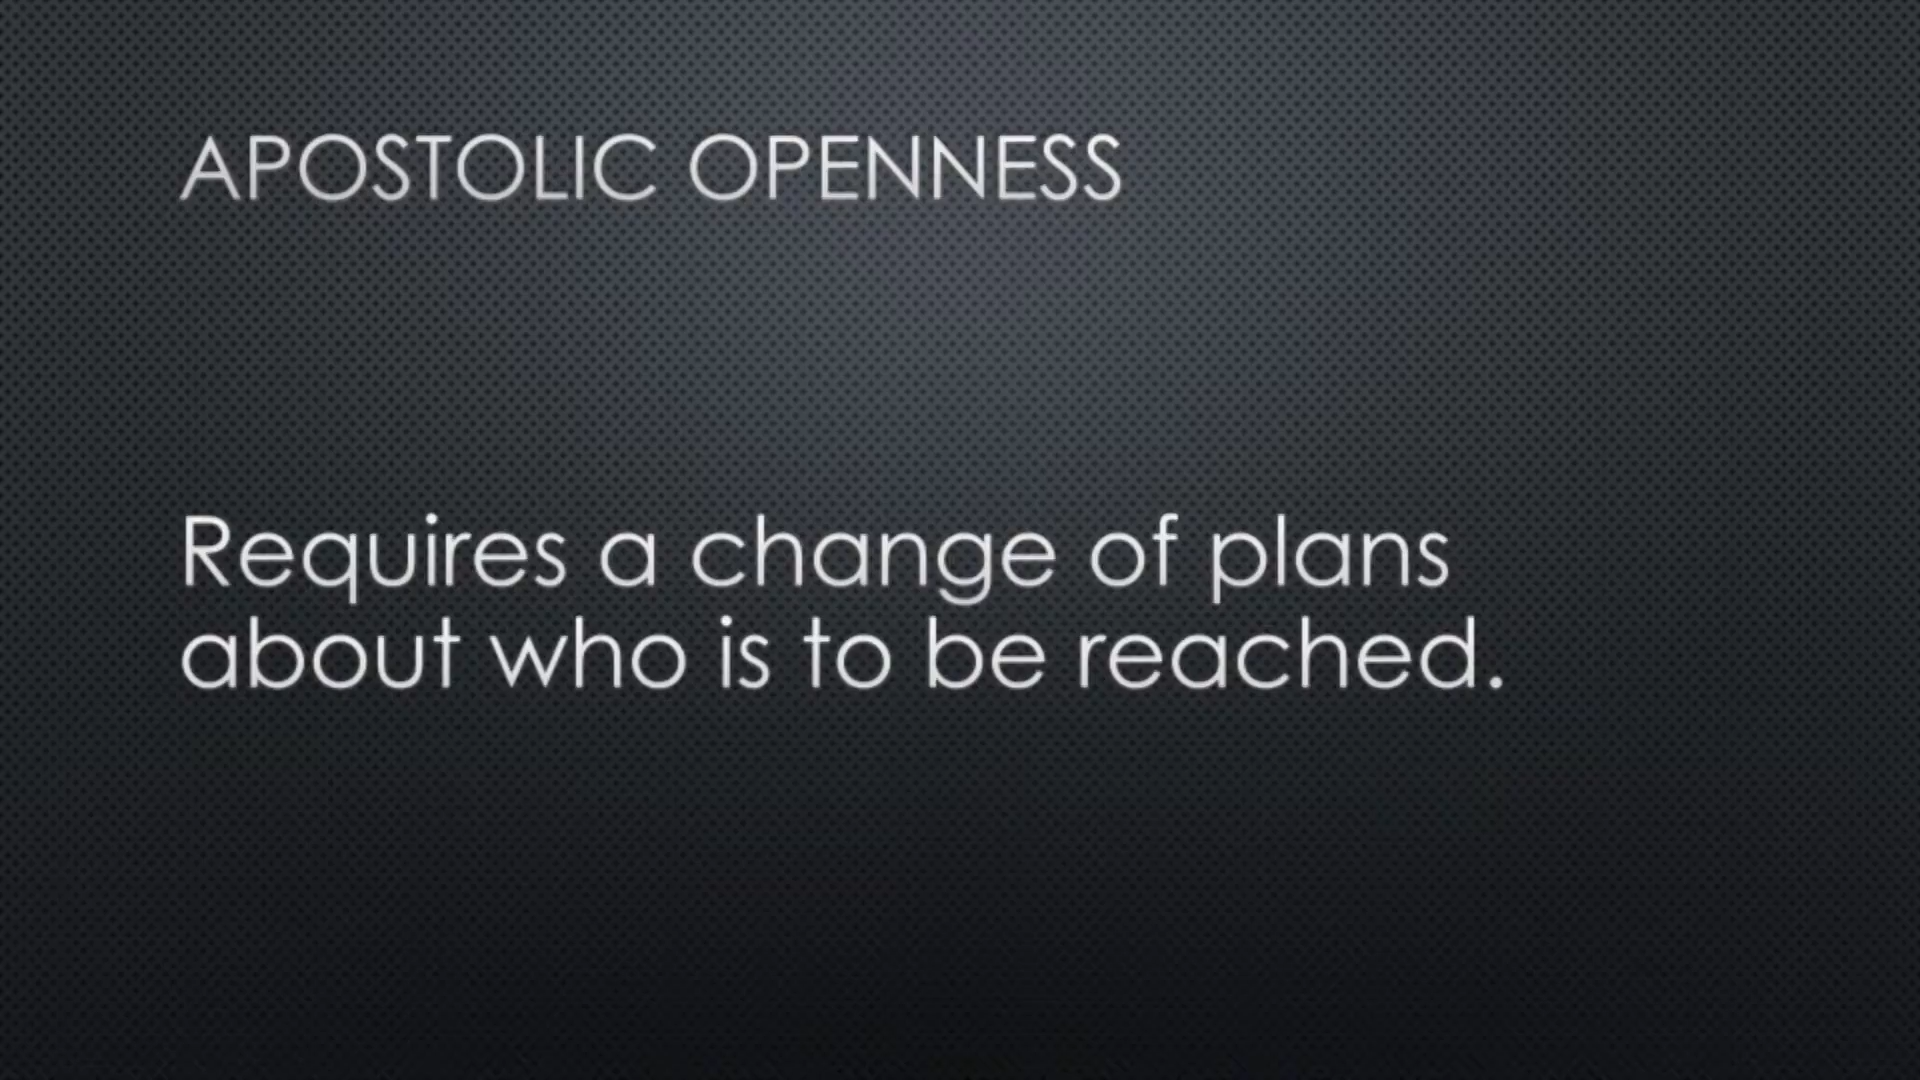 APOSTOLIC OPENNESS
Requires a change of plans
about who is to be reached.